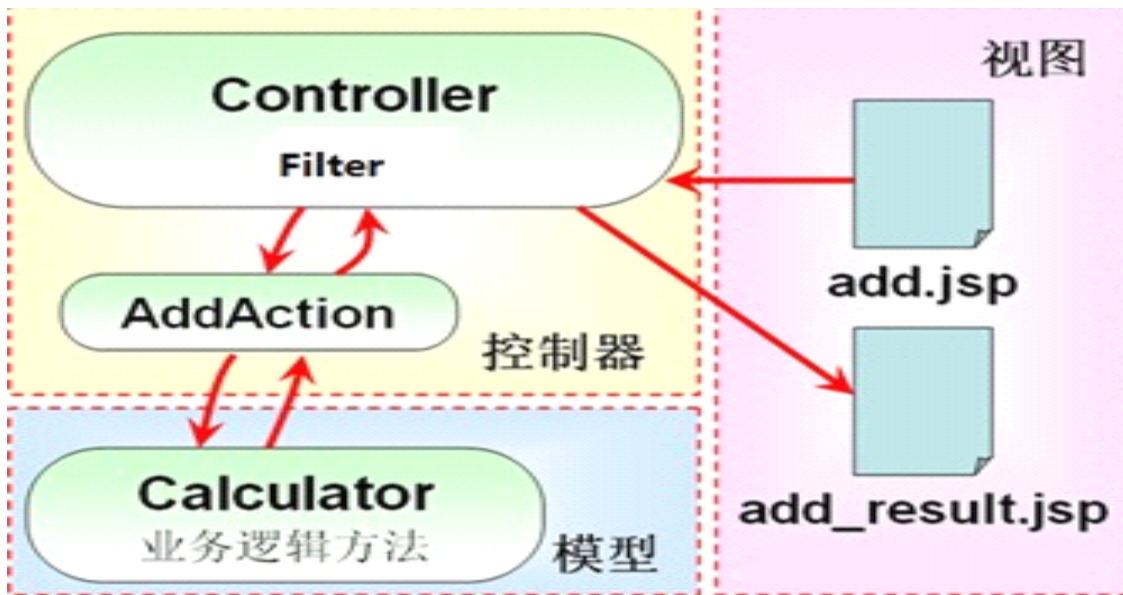 Controller
Filter
AddAction
控制器
Calculator
业务逻辑方法
模型
视图
add.jsp
add_result.jsp